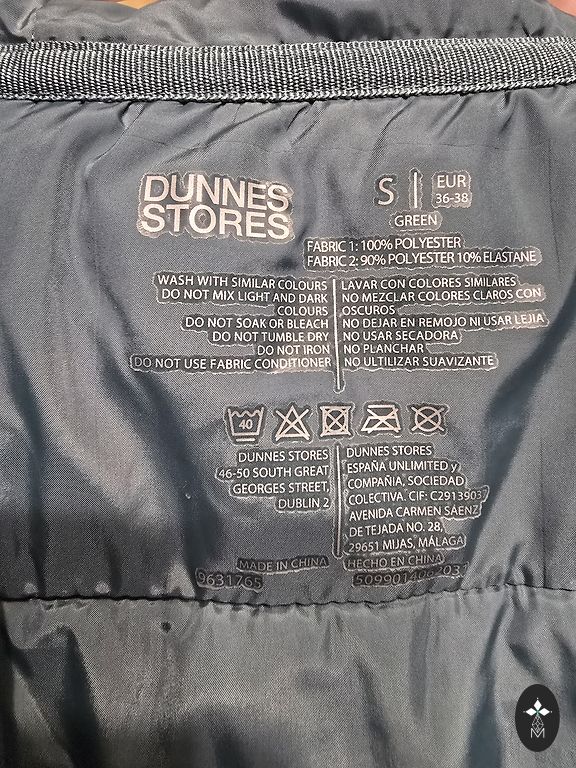 DUNNES
STORES
S | EUR
36-38
GREEN
FABRIC 1: 100% POLYESTER
FABRIC 2: 90% POLYESTER 10% ELASTANE
WASH WITH SIMILAR COLOURS
DO NOT MIX LIGHT AND DARK
COLOURS
DO NOT SOAK OR BLEACH
DO NOT TUMBLE DRY
DO NOT IRON
DO NOT USE FABRIC CONDITIONER
LAVAR CON COLORES SIMILARES
NO MEZCLAR COLORES CLAROS CON
OSCUROS
NO DEJAR EN REMOJO NI USAR LEJIA
NO USAR SECADORA
NO PLANCHAR
NO ULTILIZAR SUAVIZANTE
40
DUNNES STORES
46-50 SOUTH GREAT
GEORGES STREET,
DUBLIN 2
DUNNES STORES
ESPAÑA UNLIMITED y
COMPAÑIA, SOCIEDAD
COLECTIVA. CIF: C29139037
AVENIDA CARMEN SÁENZ
DE TEJADA NO. 28,
29651 MIJAS, MÁLAGA
MADE IN CHINA
HECHO EN CHINA
9631765
M